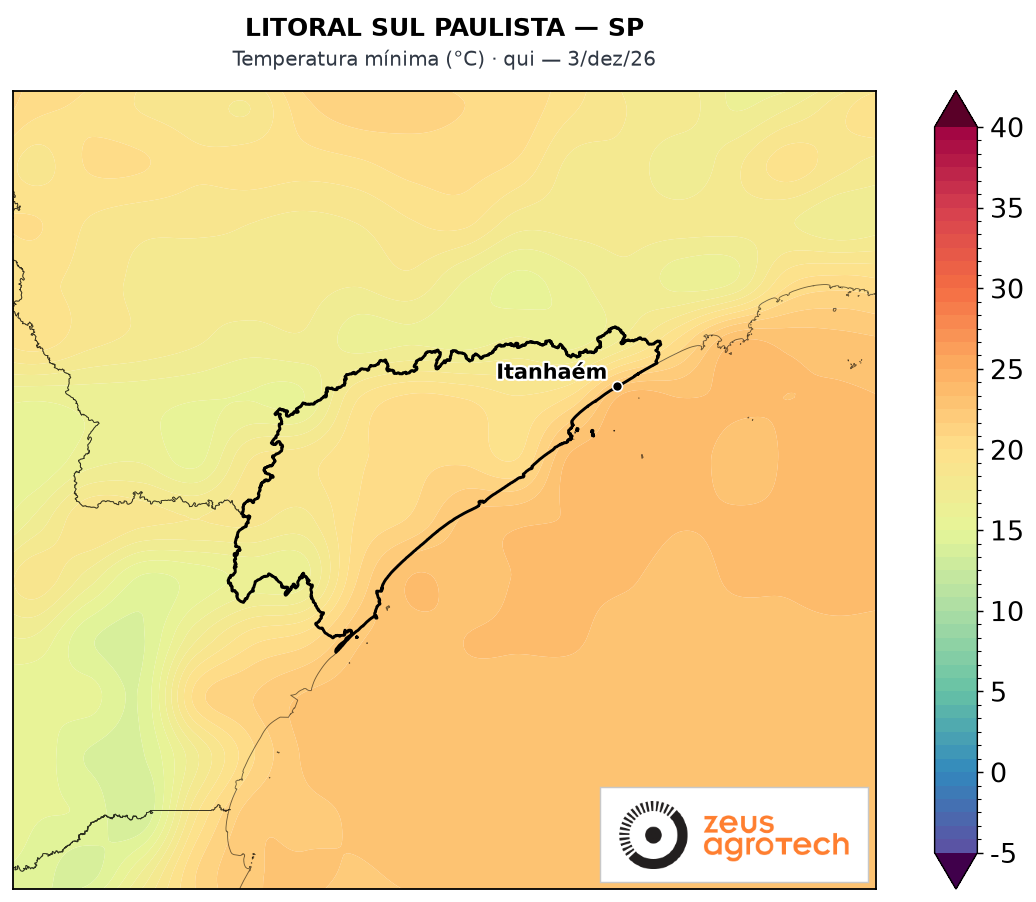 LITORAL SUL PAULISTA — SP
Temperatura mínima (°C) · qui — 3/dez/26
Itanhaém
40
35
30
25
20
15
10
5
0
-5
zeus
agrotech